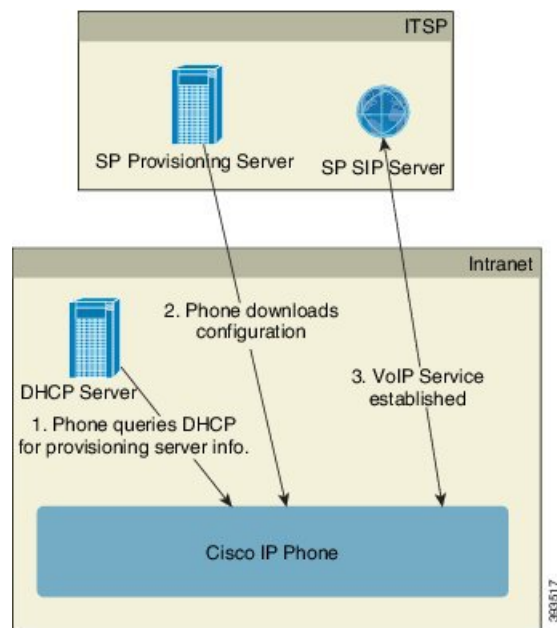 ITSP
SP Provisioning Server
SP SIP Server
Intranet
2. Phone downloads
configuration
DHCP Server
3. VoIP Service
established
1. Phone queries DHCP
for provisioning server info.
Cisco IP Phone
393517